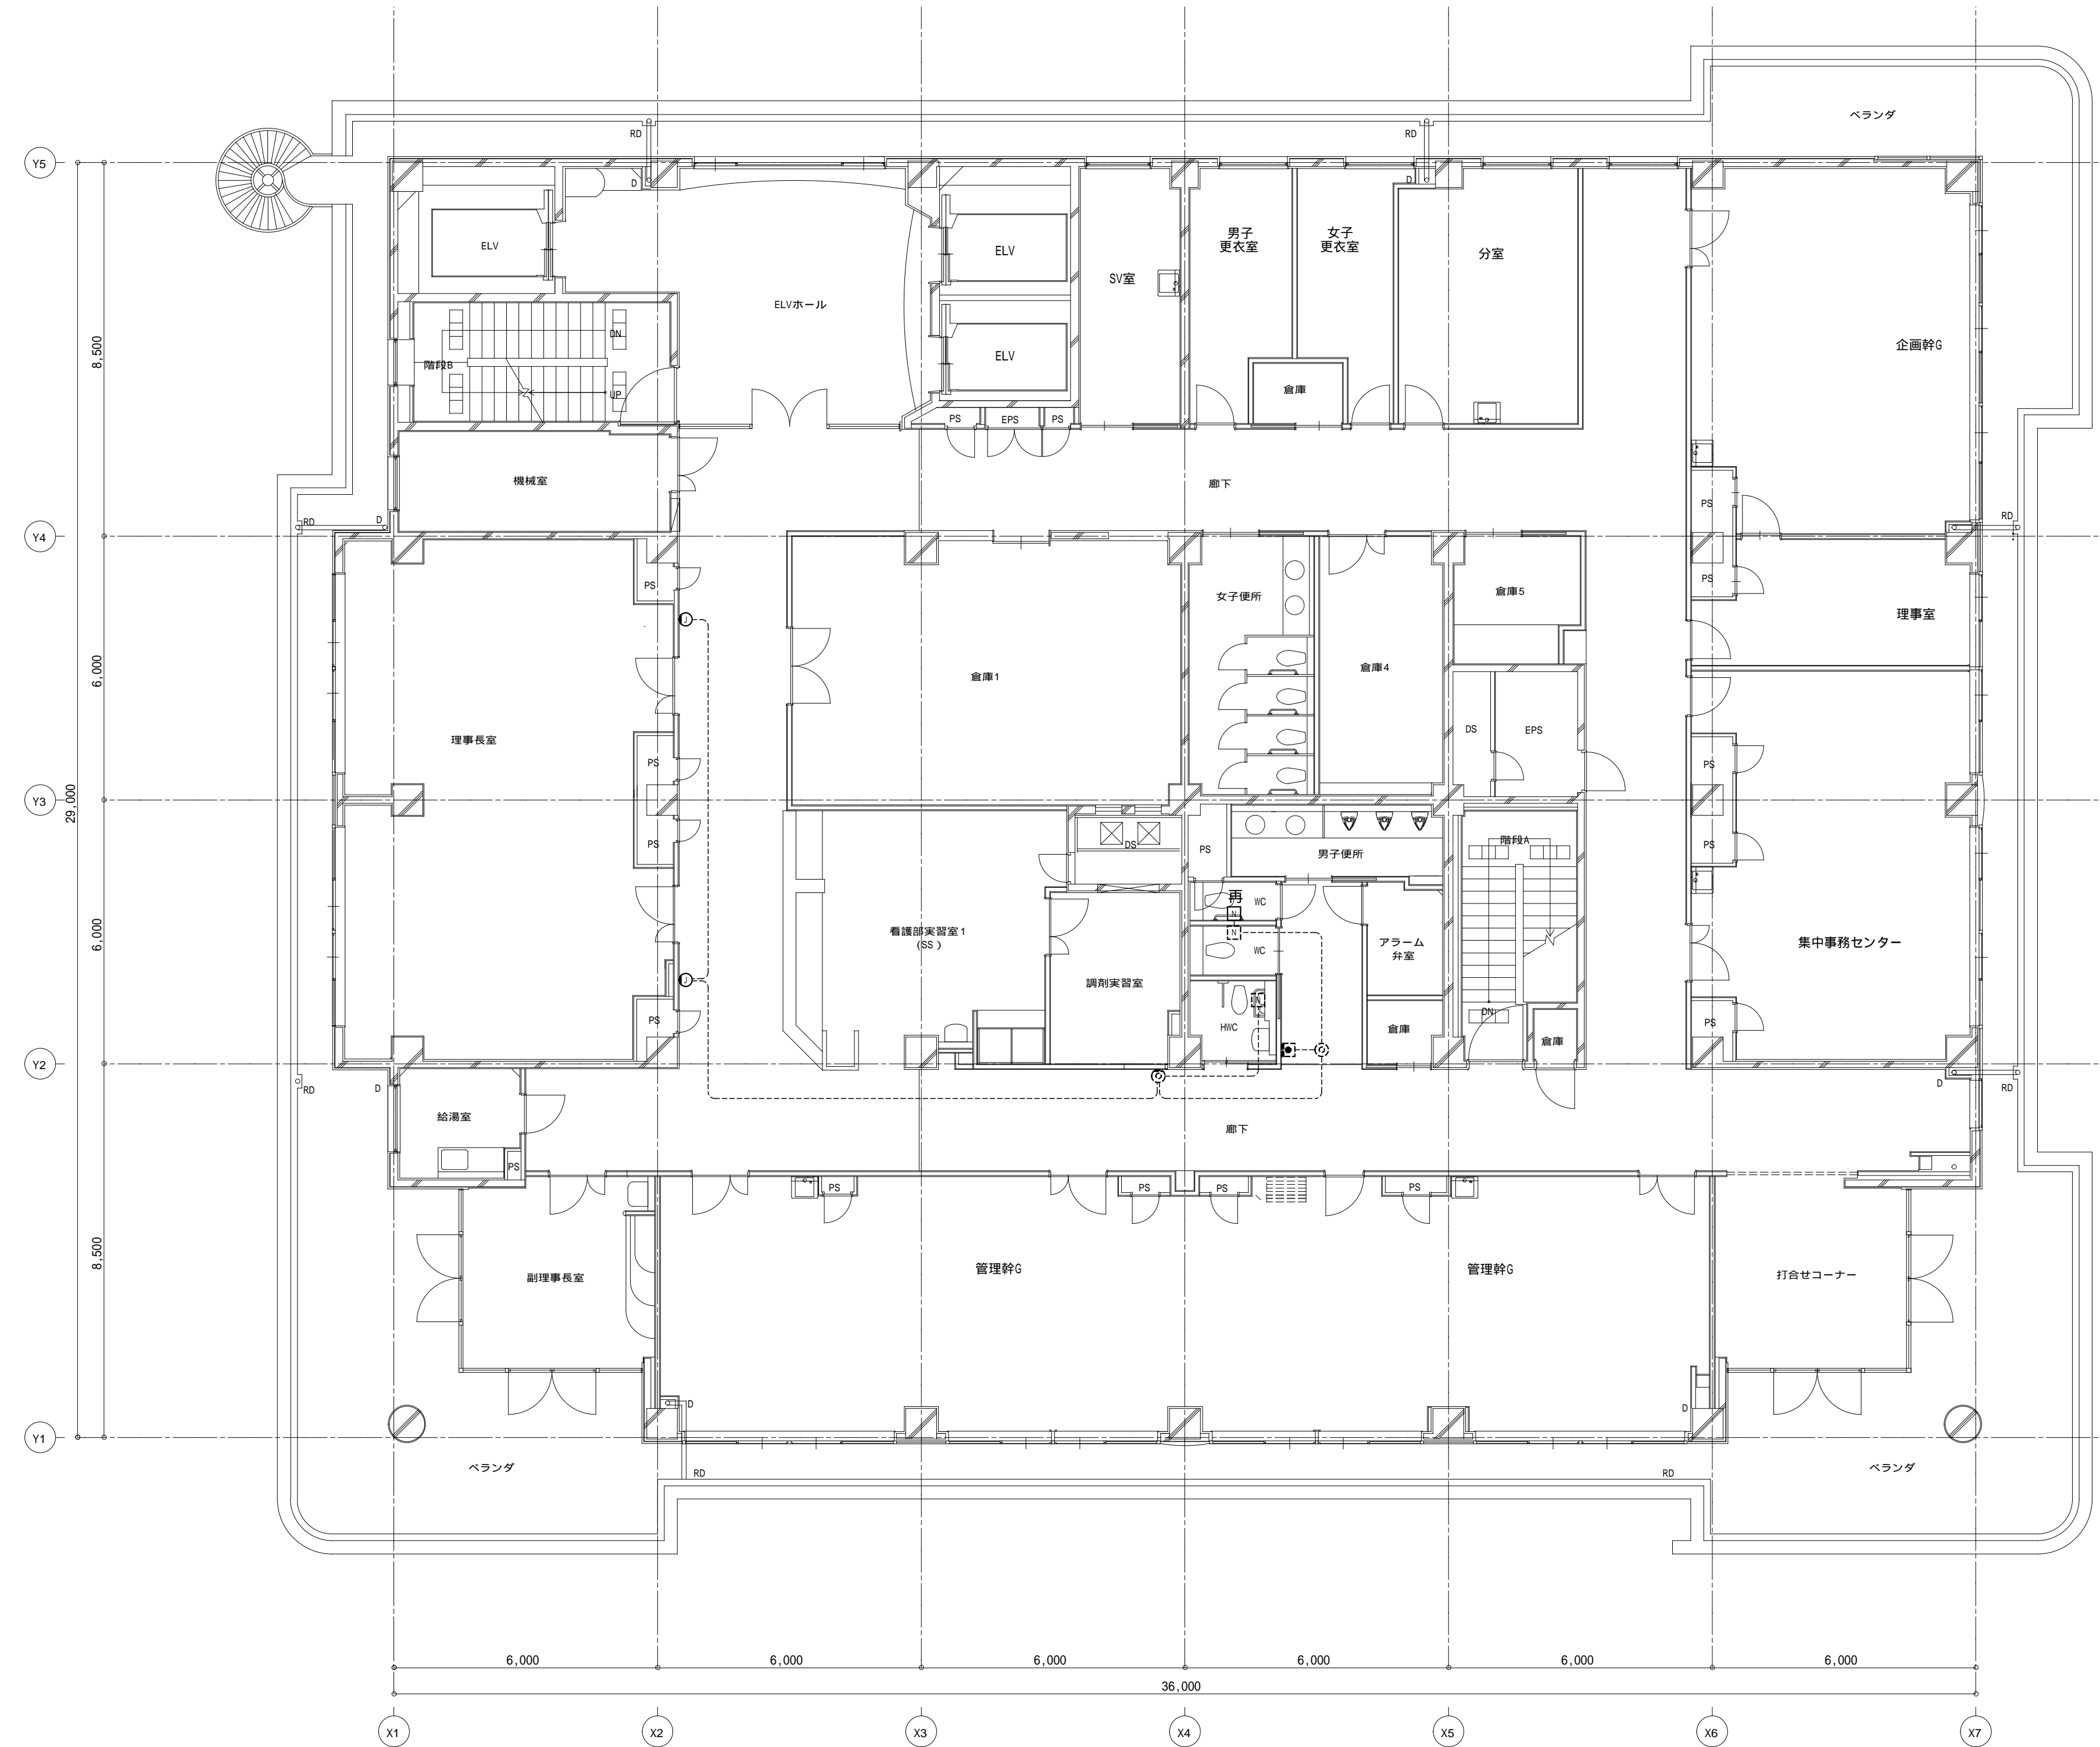 ベランダ
RD
RD
Y5
D
D
男子
更衣室
女子
更衣室
分室
ELV
ELV
SV室
ELVホール
DN
8,500
階段B
ELV
企画幹G
UP
倉庫
PS
EPS
PS
機械室
廊下
PS
RD
D
RD
Y4
PS
PS
女子便所
倉庫5
J
理事室
6,000
倉庫1
倉庫4
理事長室
DS
EPS
PS
PS
Y3
29,000
階段A
PS
DS
PS
男子便所
PS
再
WC
N
看護部実習室1
(SS)
N
WC
アラーム
弁室
集中事務センター
6,000
J
調剤実習室
N
DN
PS
HWC
倉庫
倉庫
PS
Y2
RD
D
D
RD
給湯室
廊下
PS
PS
PS
PS
PS
8,500
副理事長室
管理幹G
管理幹G
打合せコーナー
D
D
Y1
ベランダ
RD
RD
ベランダ
6,000
6,000
6,000
6,000
6,000
6,000
36,000
X1
X2
X3
X4
X5
X6
X7